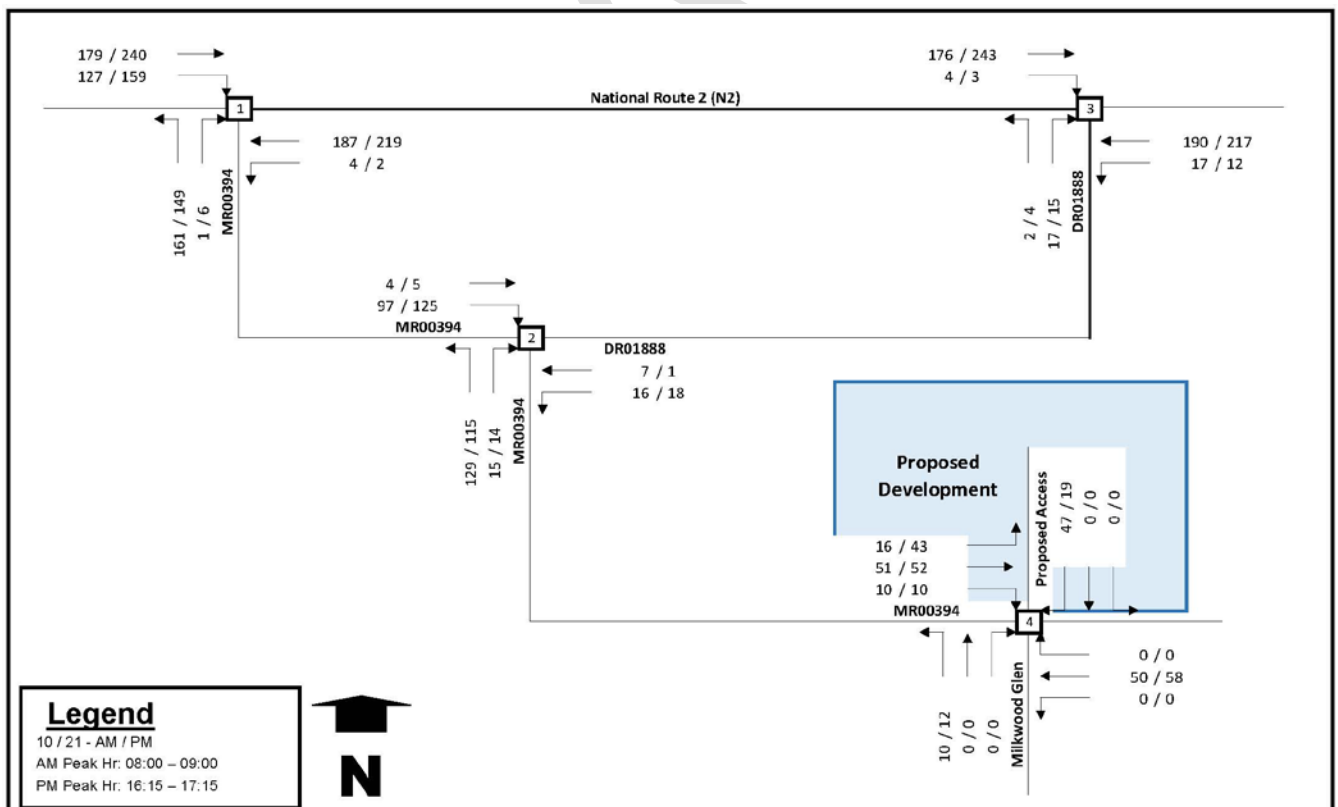 179 / 240
127 / 159
176 / 243
4 / 3
National Route 2 (N2)
1
3
187 / 219
4 / 2
190 / 217
17 / 12
161 / 149
1 / 6
MR00394
2 / 4
17 / 15
DR01888
4 / 5
97 / 125
MR00394
2
DR01888
7 / 1
16 / 18
129 / 115
15 / 14
MR00394
Proposed
Development
Proposed Access
47 / 19
0 / 0
0 / 0
16 / 43
51 / 52
10 / 10
MR00394
4
0 / 0
50 / 58
0 / 0
10 / 12
0 / 0
0 / 0
Milkwood Glen
Legend
10 / 21 - AM / PM
AM Peak Hr: 08:00 – 09:00
PM Peak Hr: 16:15 – 17:15
N